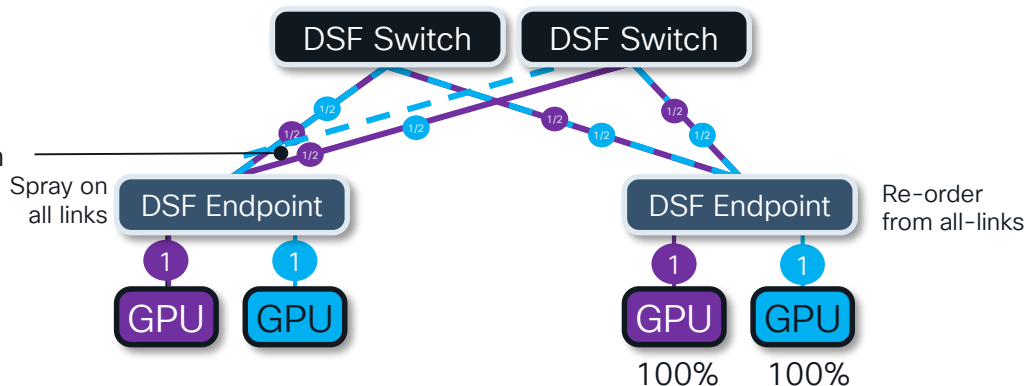 DSF Switch DSF Switch
1/2 1/2
1/2 1/2 1/2 1/2 1/2
1/2
Spray on
all links
DSF Endpoint DSF Endpoint
Re-order
from all-links
1 1 1 1
GPU GPU GPU GPU
100% 100%